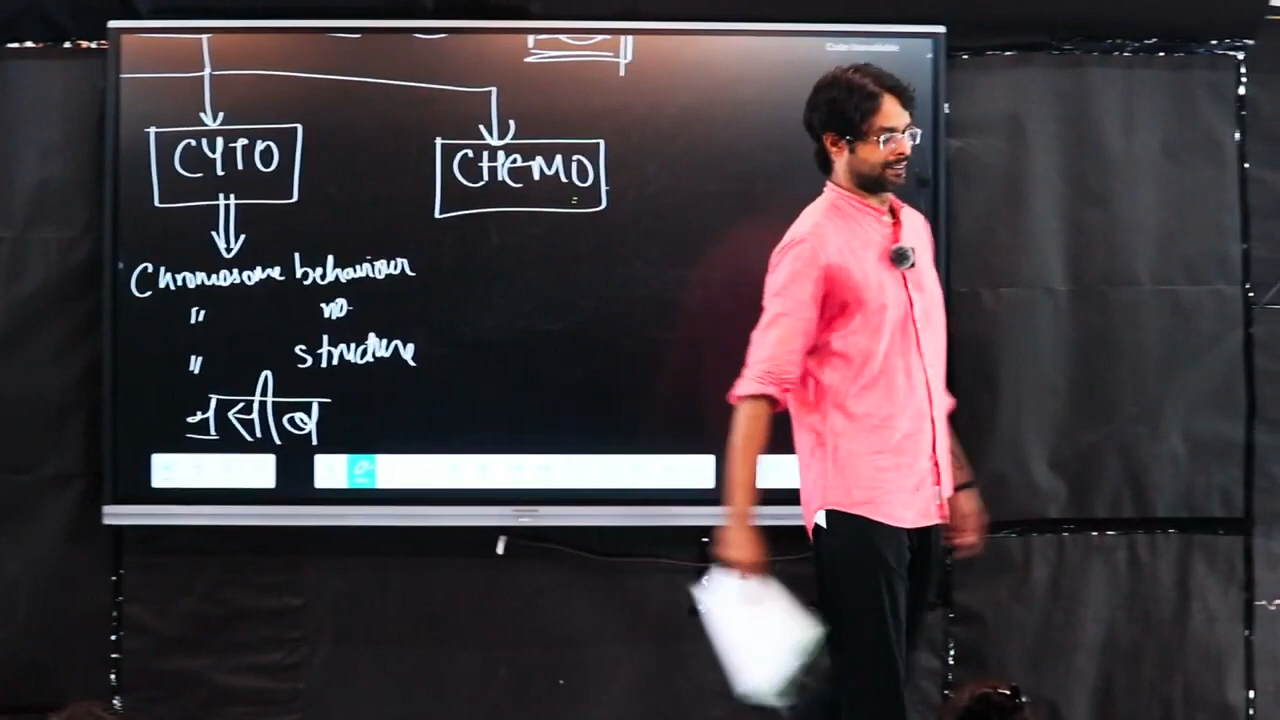 CYTO
CHEMO
Chromosome behaviour
" no.
" structure
नसीब